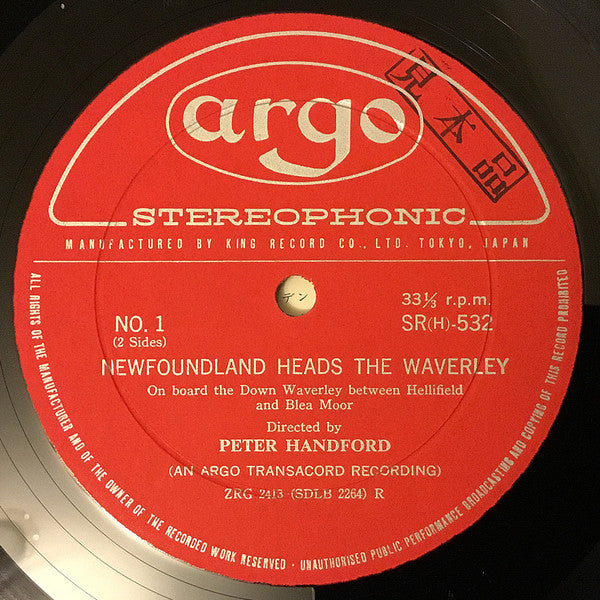 argo
見本品
STEREOPHONIC
MANUFACTURED BY KING RECORD CO., LTD. TOKYO, JAPAN
デン
NO. 1
(2 Sides)
33⅓ r.p.m.
SR(H)-532
NEWFOUNDLAND HEADS THE WAVERLEY
On board the Down Waverley between Hellifield
and Blea Moor
Directed by
PETER HANDFORD
(AN ARGO TRANSACORD RECORDING)
ZRG 2413 (SDLB 2264) R
ALL RIGHTS OF THE MANUFACTURER AND OF THE OWNER OF THE RECORDED WORK RESERVED · UNAUTHORISED PUBLIC PERFORMANCE BROADCASTING AND COPYING OF THIS RECORD PROHIBITED